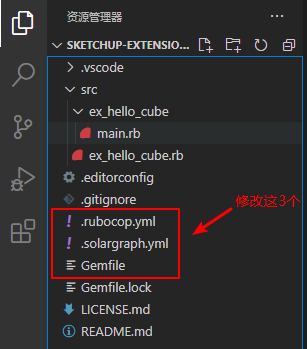 资源管理器
SKETCHUP-EXTENSIO...
.vscode
src
ex_hello_cube
main.rb
ex_hello_cube.rb
.editorconfig
.gitignore
.rubocop.yml
修改这3个
.solargraph.yml
Gemfile
Gemfile.lock
LICENSE.md
README.md